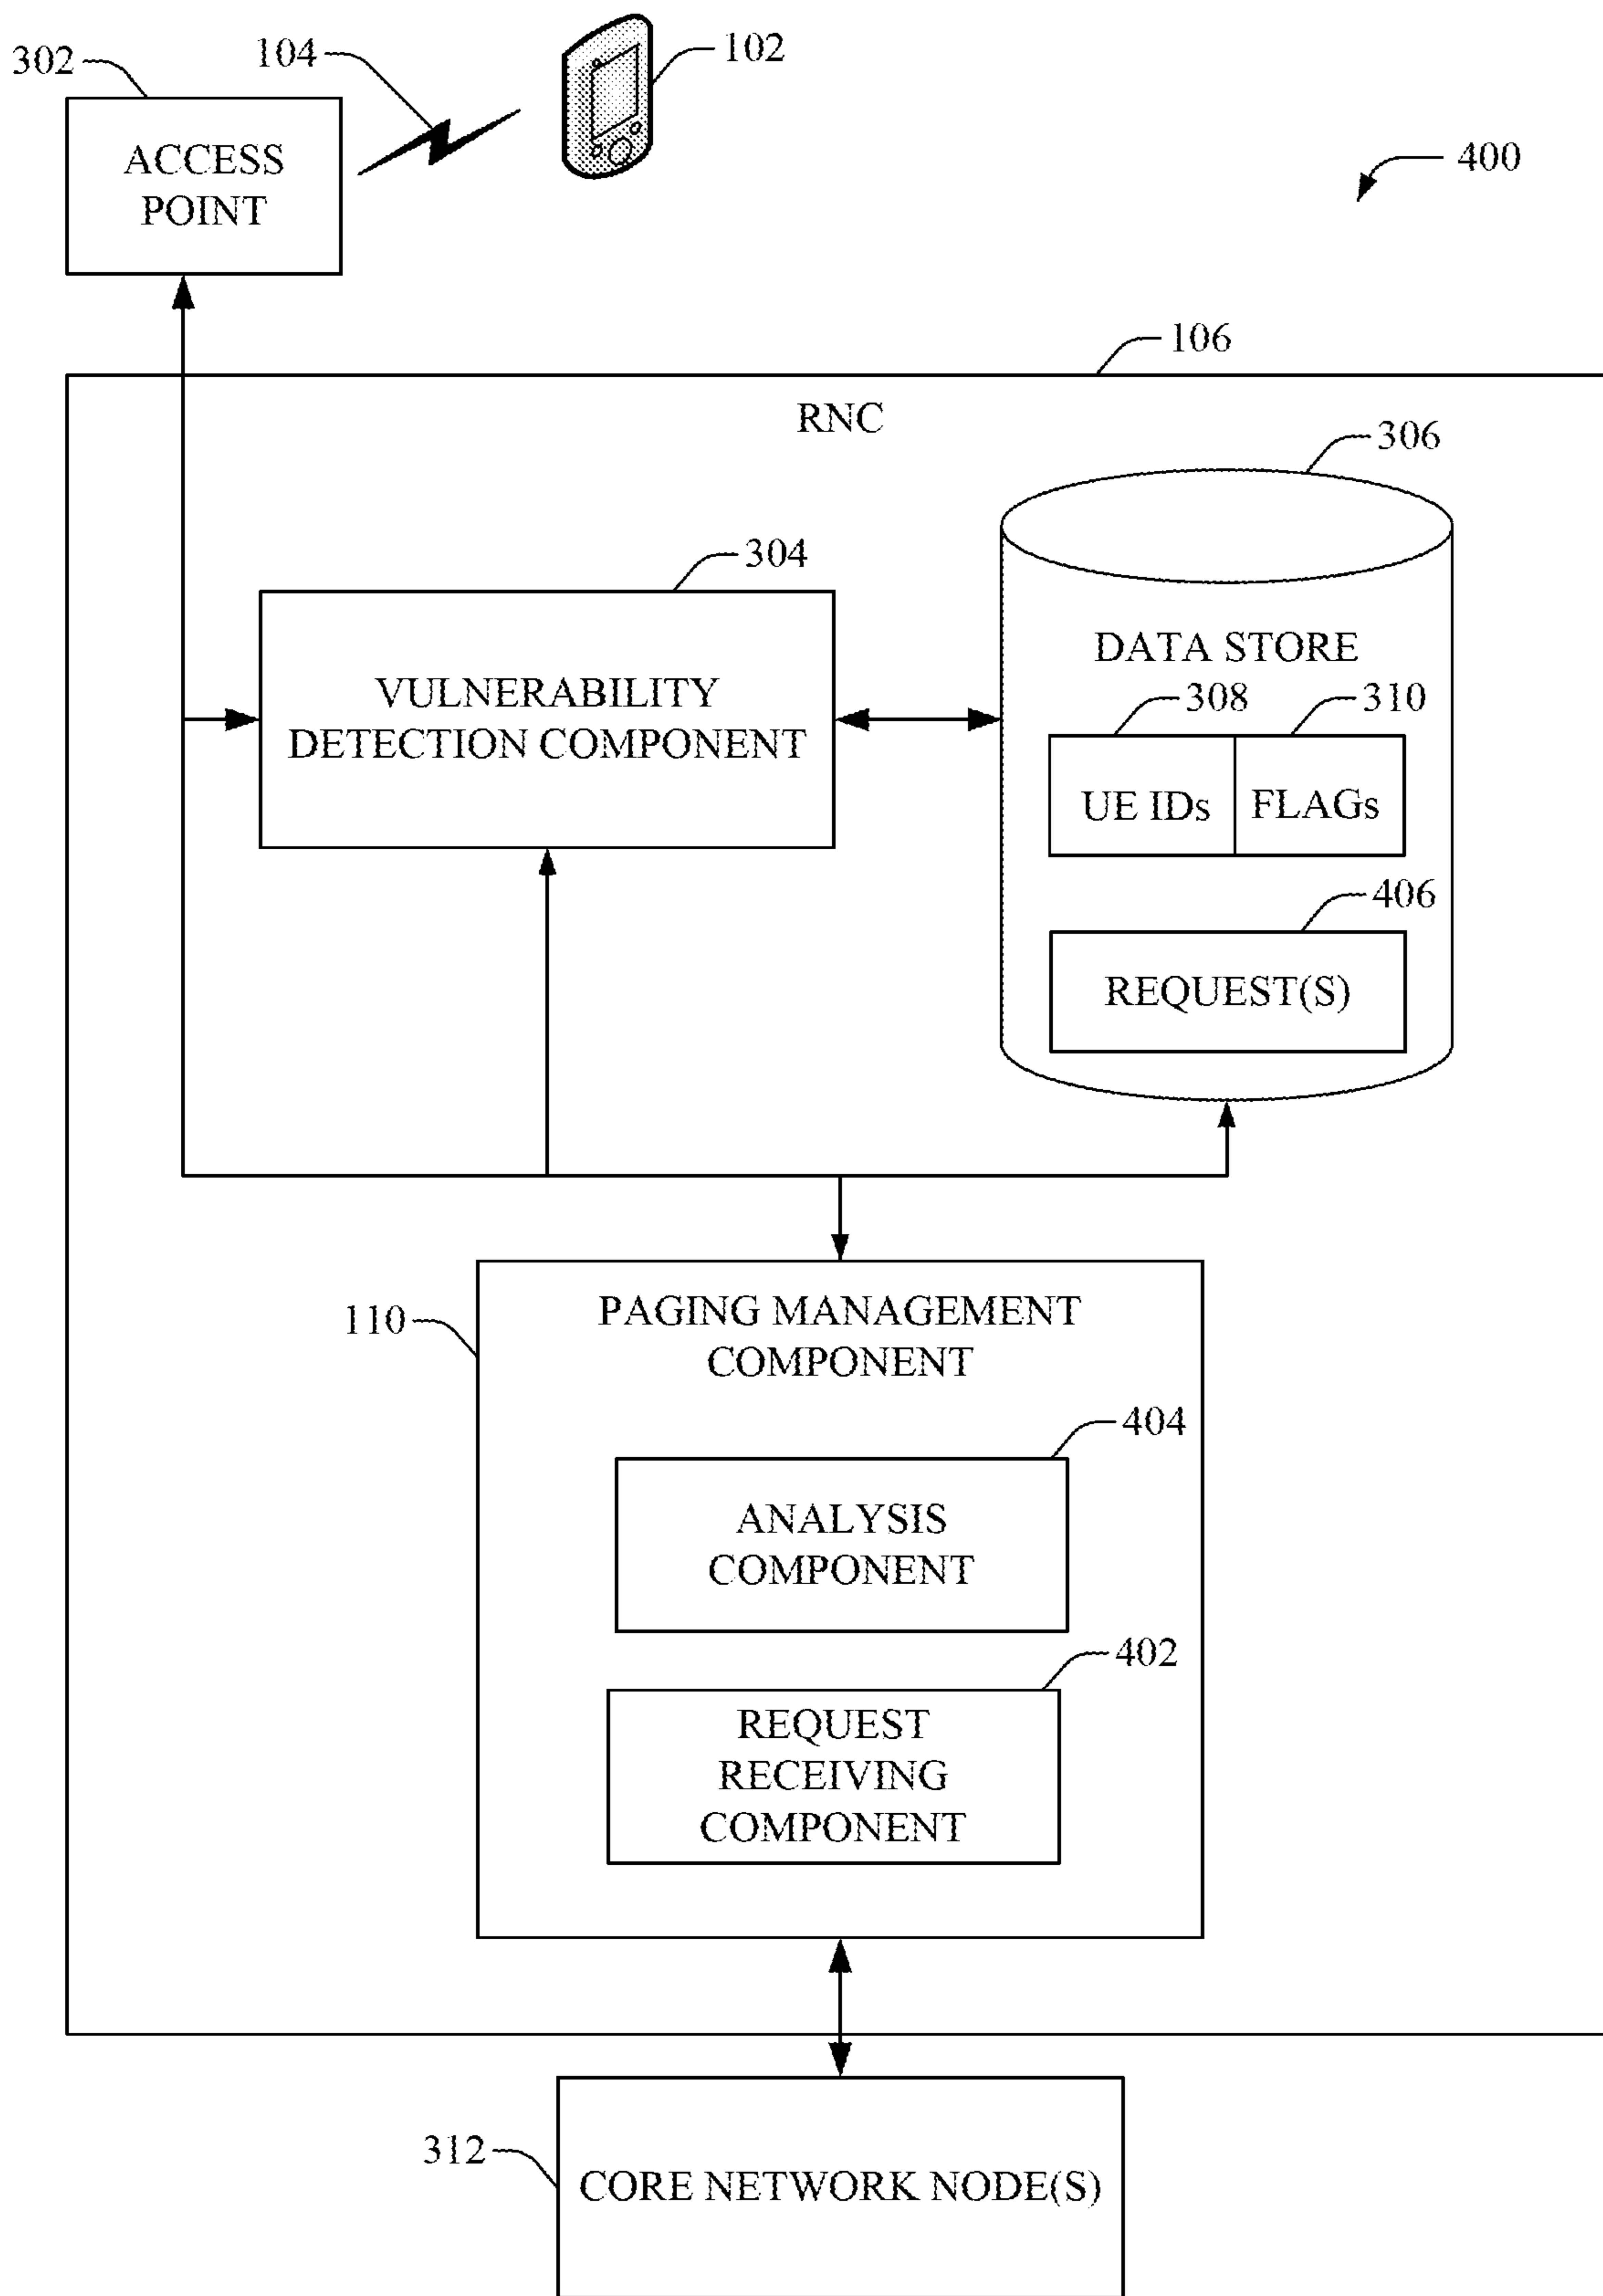 302
104
102
ACCESS
POINT
400
106
RNC
306
304
DATA STORE
VULNERABILITY
DETECTION COMPONENT
308
310
UE IDs
FLAGs
406
REQUEST(S)
110
PAGING MANAGEMENT
COMPONENT
404
ANALYSIS
COMPONENT
402
REQUEST
RECEIVING
COMPONENT
312
CORE NETWORK NODE(S)